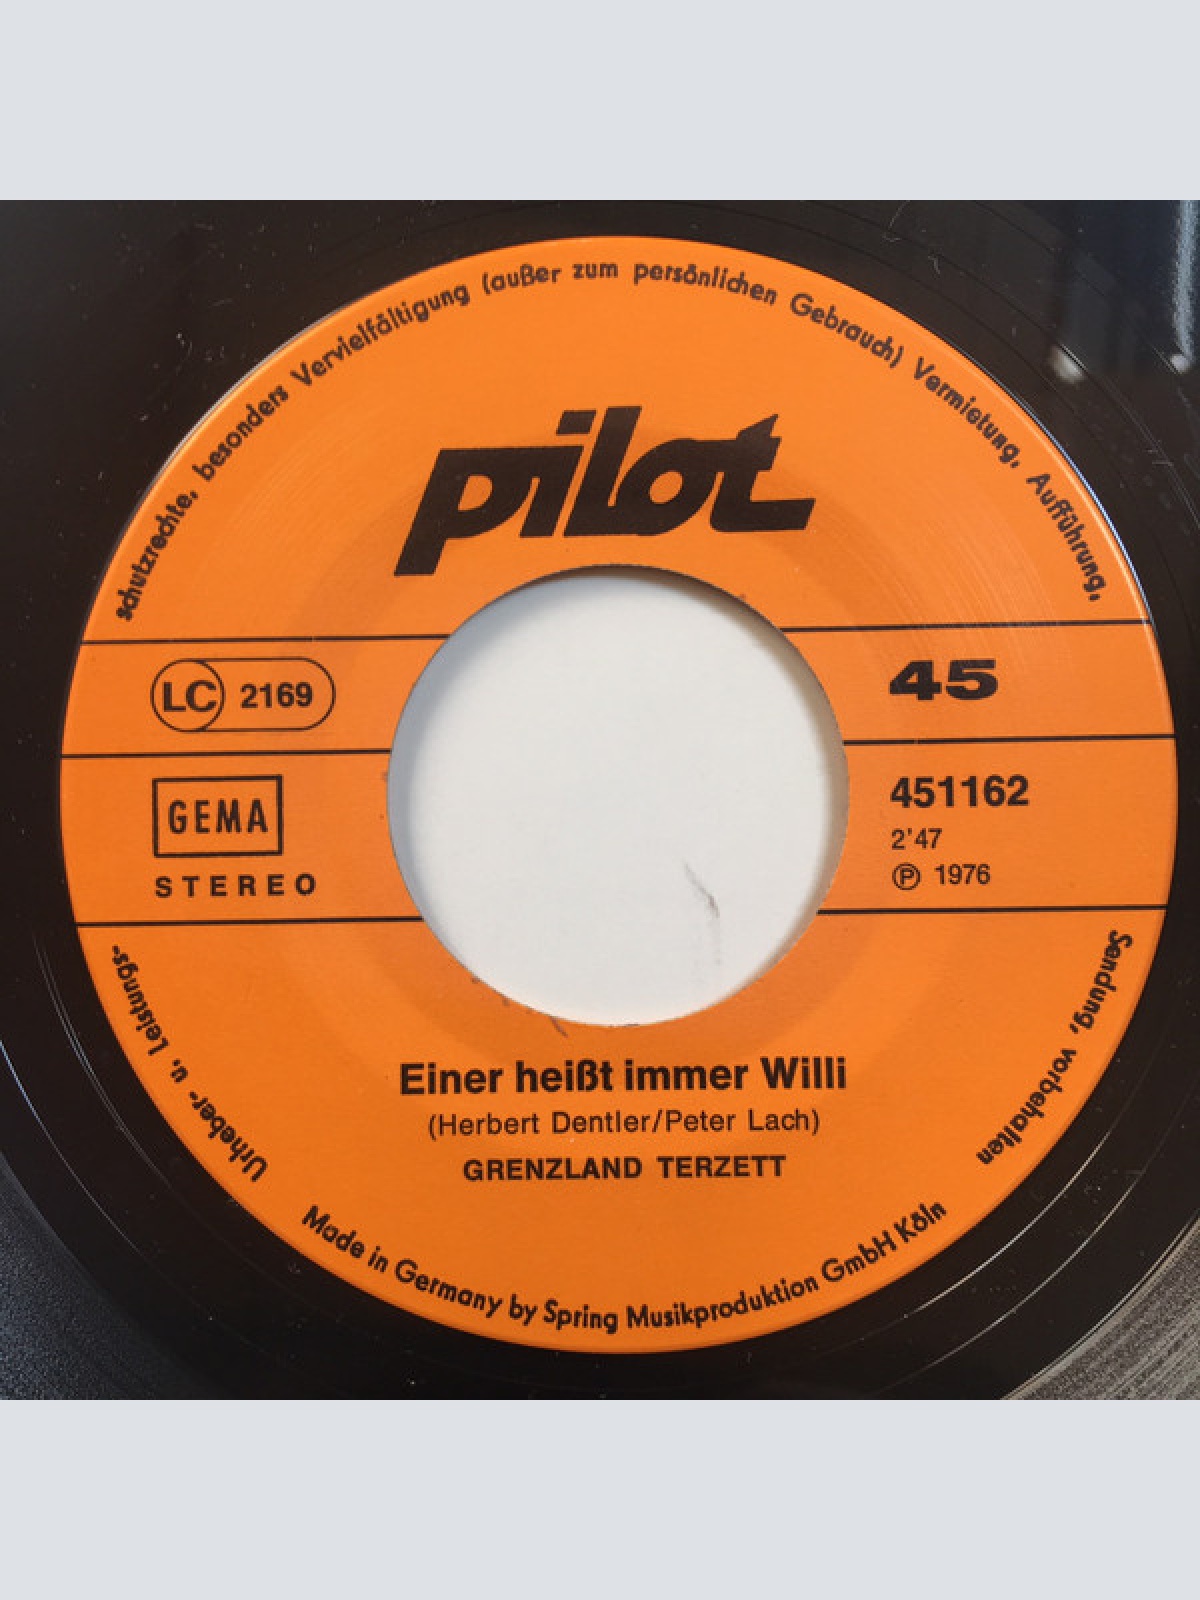 Urheber- u. Leistungs-
schutzrechte, besonders Vervielfältigung (außer zum persönlichen Gebrauch) Vermietung, Aufführung,
Sendung, vorbehalten
pilot
LC 2169
45
GEMA
STEREO
451162
2'47
Ⓟ 1976
Einer heißt immer Willi
(Herbert Dentler/Peter Lach)
GRENZLAND TERZETT
Made in Germany by Spring Musikproduktion GmbH Köln